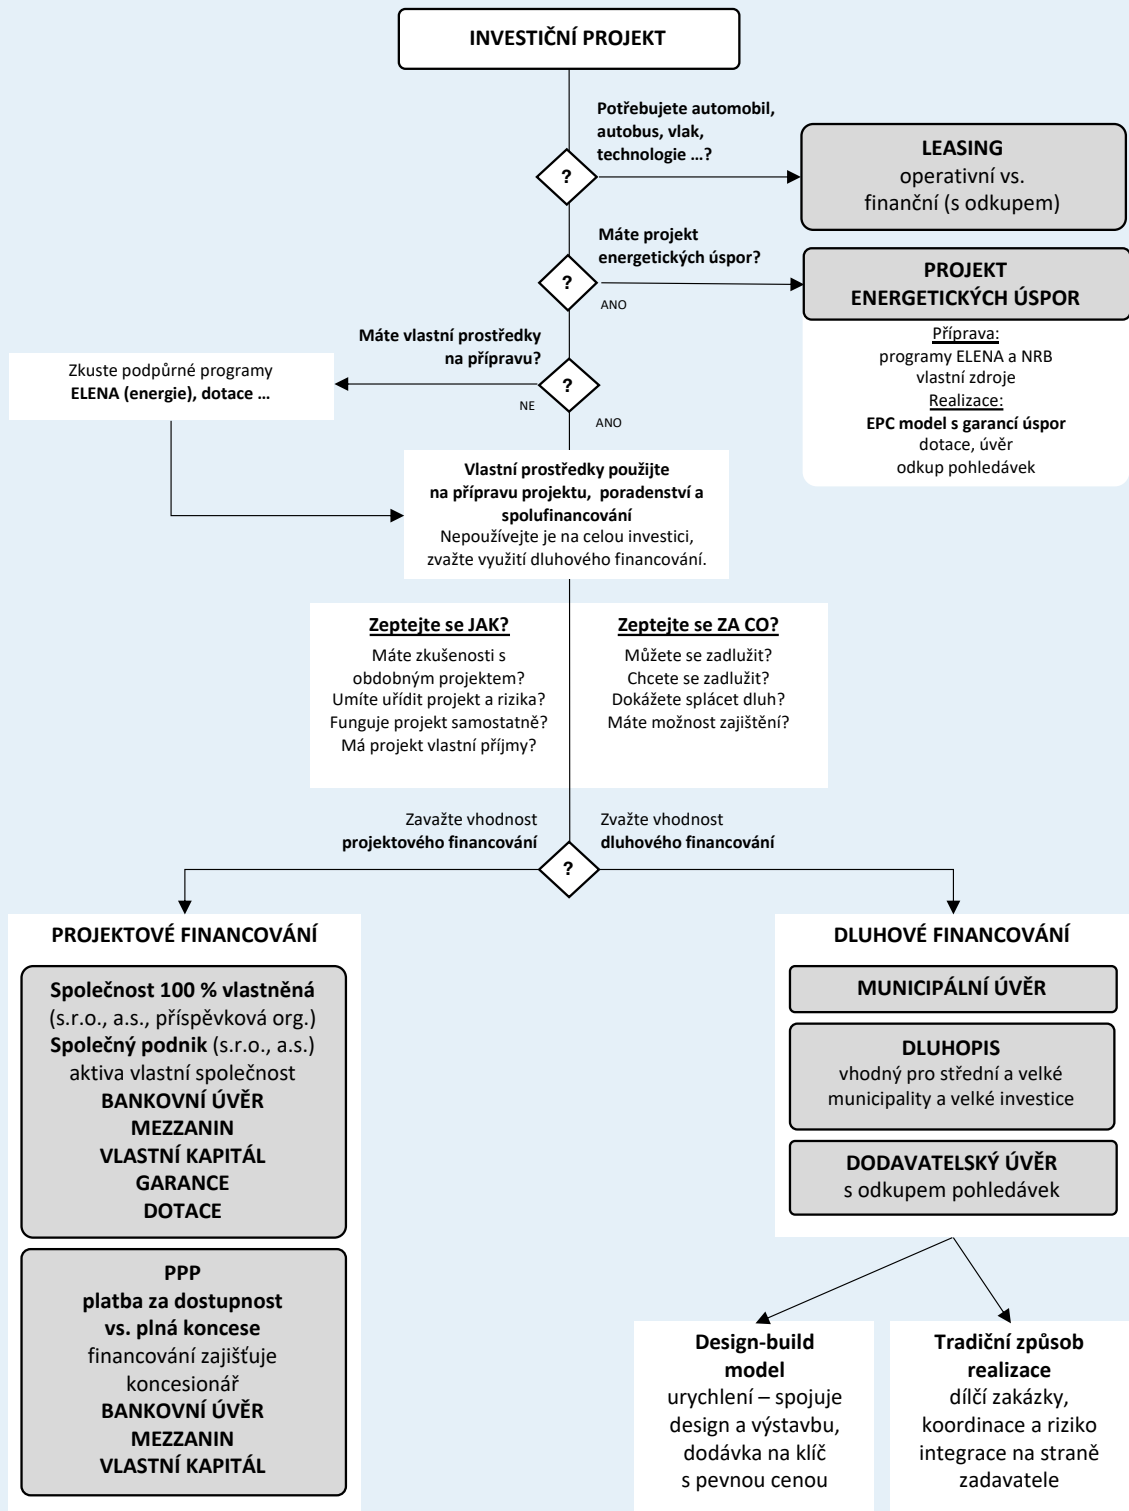 INVESTIČNÍ PROJEKT
Potřebujete automobil,
autobus, vlak,
technologie …?
?
LEASING
operativní vs.
finanční (s odkupem)
Máte projekt
energetických úspor?
?
ANO
PROJEKT
ENERGETICKÝCH ÚSPOR
Příprava:
programy ELENA a NRB
vlastní zdroje
Realizace:
EPC model s garancí úspor
dotace, úvěr
odkup pohledávek
Máte vlastní prostředky
na přípravu?
?
NE
ANO
Zkuste podpůrné programy
ELENA (energie), dotace …
Vlastní prostředky použijte
na přípravu projektu, poradenství a
spolufinancování
Nepoužívejte je na celou investici,
zvažte využití dluhového financování.
Zeptejte se JAK?
Máte zkušenosti s
obdobným projektem?
Umíte uřídit projekt a rizika?
Funguje projekt samostatně?
Má projekt vlastní příjmy?
Zeptejte se ZA CO?
Můžete se zadlužit?
Chcete se zadlužit?
Dokážete splácet dluh?
Máte možnost zajištění?
Zavažte vhodnost
projektového financování
Zvažte vhodnost
dluhového financování
?
PROJEKTOVÉ FINANCOVÁNÍ
Společnost 100 % vlastněná
(s.r.o., a.s., příspěvková org.)
Společný podnik (s.r.o., a.s.)
aktiva vlastní společnost
BANKOVNÍ ÚVĚR
MEZZANIN
VLASTNÍ KAPITÁL
GARANCE
DOTACE
PPP
platba za dostupnost
vs. plná koncese
financování zajišťuje
koncesionář
BANKOVNÍ ÚVĚR
MEZZANIN
VLASTNÍ KAPITÁL
DLUHOVÉ FINANCOVÁNÍ
MUNICIPÁLNÍ ÚVĚR
DLUHOPIS
vhodný pro střední a velké
municipality a velké investice
DODAVATELSKÝ ÚVĚR
s odkupem pohledávek
Design-build
model
urychlení – spojuje
design a výstavbu,
dodávka na klíč
s pevnou cenou
Tradiční způsob
realizace
dílčí zakázky,
koordinace a riziko
integrace na straně
zadavatele